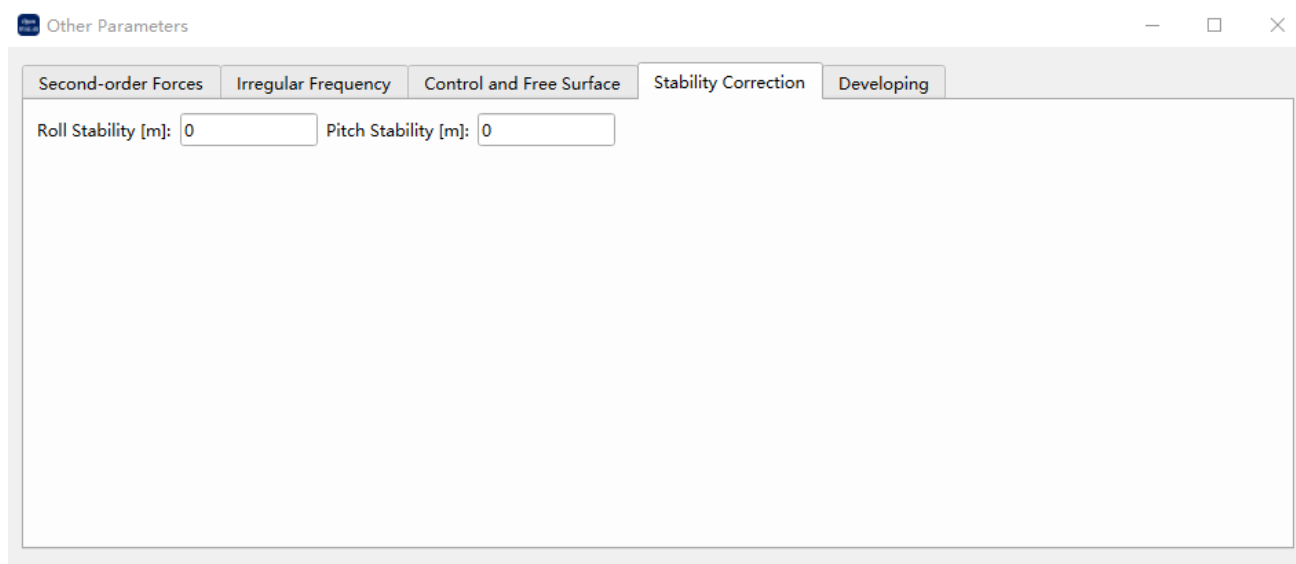 Other Parameters
Second-order Forces Irregular Frequency Control and Free Surface Stability Correction Developing
Roll Stability [m]: 0 Pitch Stability [m]: 0